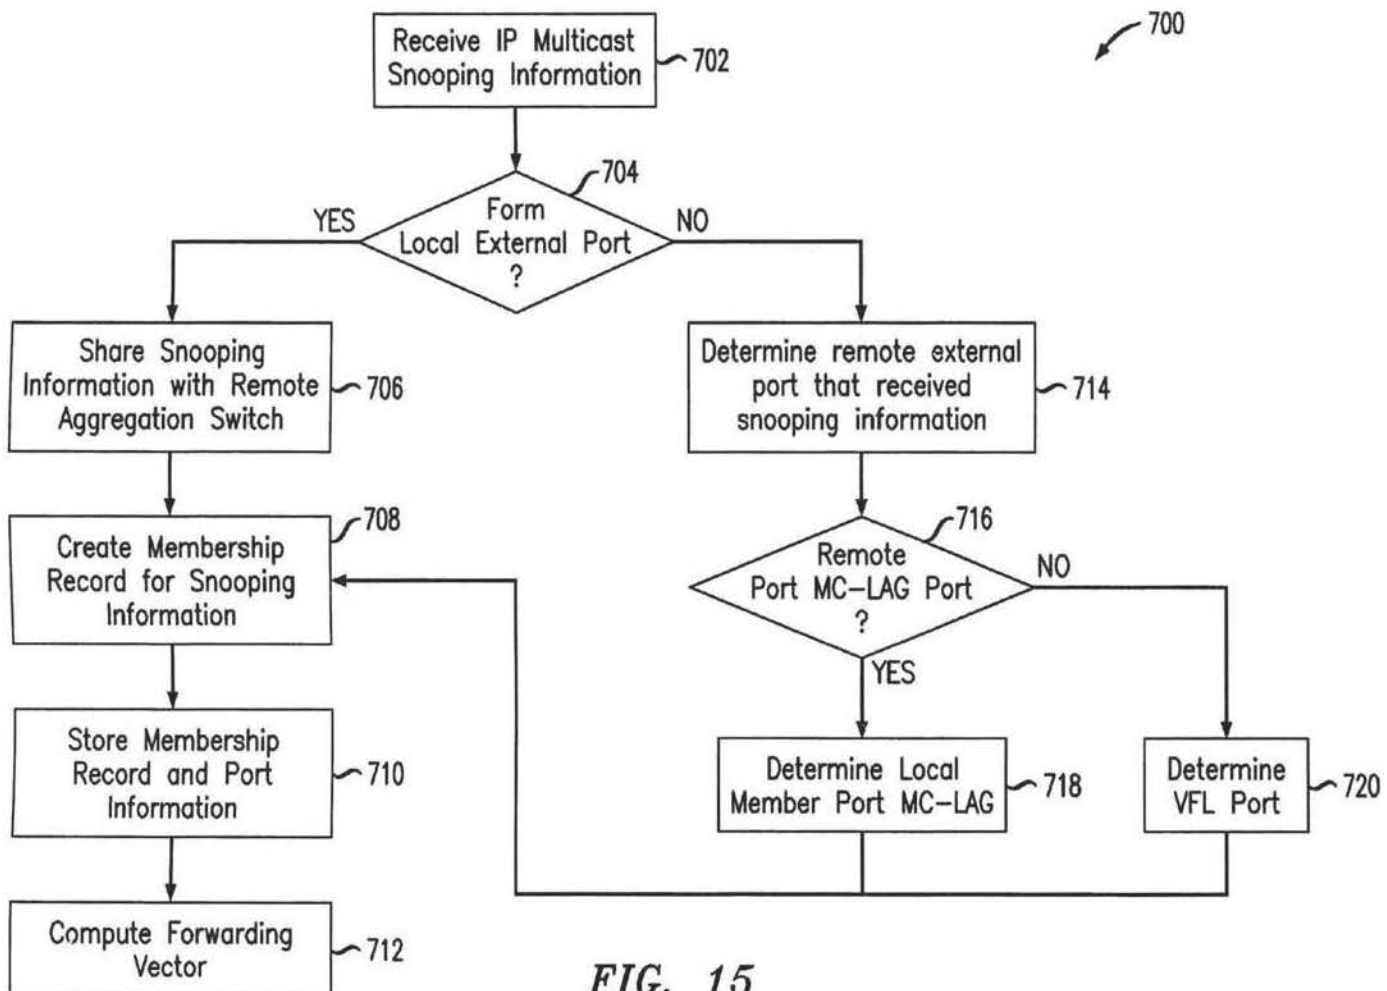 700
Receive IP Multicast
Snooping Information
702
704
Form
Local External Port
?
YES
NO
Share Snooping
Information with Remote
Aggregation Switch
706
Determine remote external
port that received
snooping information
714
708
Create Membership
Record for Snooping
Information
716
Remote
Port MC-LAG Port
?
NO
YES
Store Membership
Record and Port
Information
710
Determine Local
Member Port MC-LAG
718
Determine
VFL Port
720
Compute Forwarding
Vector
712
FIG. 15